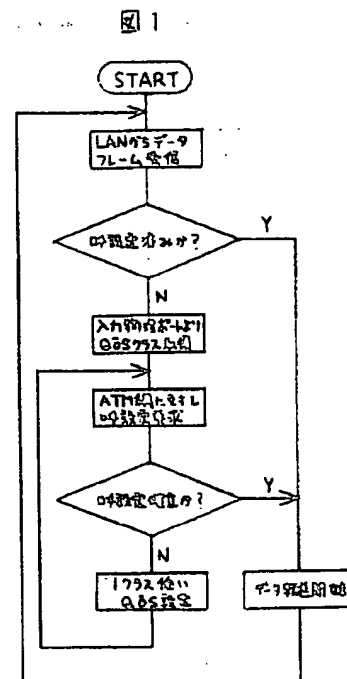 図1
START
LANからデータ
フレーム受信
呼設定済みか?
Y
N
入力物理ポートより
QOSクラス
ATM網に対し
呼設定要求
呼設定可能か?
Y
N
1クラス低い
QOS設定
データ転送開始